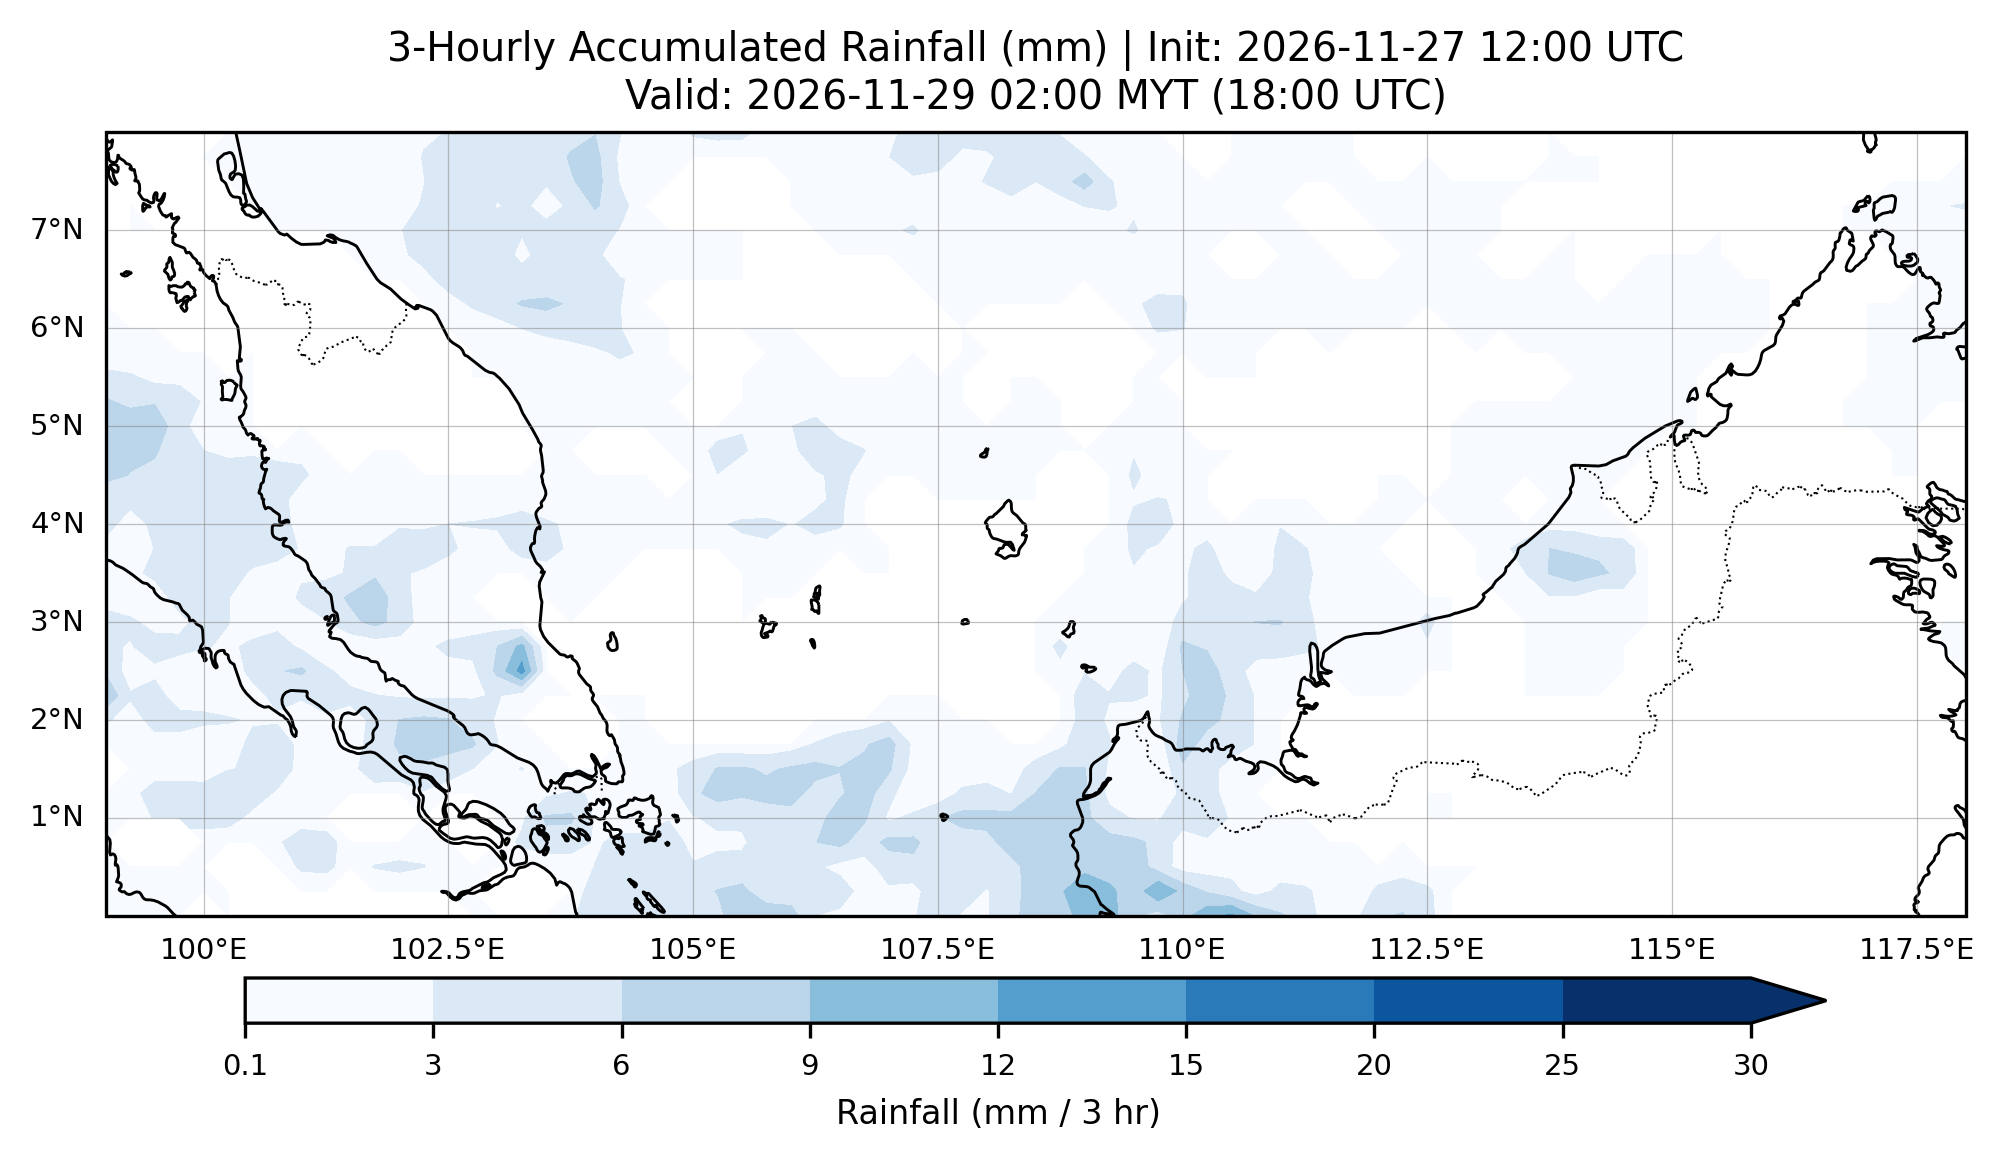 3-Hourly Accumulated Rainfall (mm) | Init: 2026-11-27 12:00 UTC
Valid: 2026-11-29 02:00 MYT (18:00 UTC)
7°N
6°N
5°N
4°N
3°N
2°N
1°N
100°E 102.5°E 105°E 107.5°E 110°E 112.5°E 115°E 117.5°E
0.1 3 6 9 12 15 20 25 30
Rainfall (mm / 3 hr)